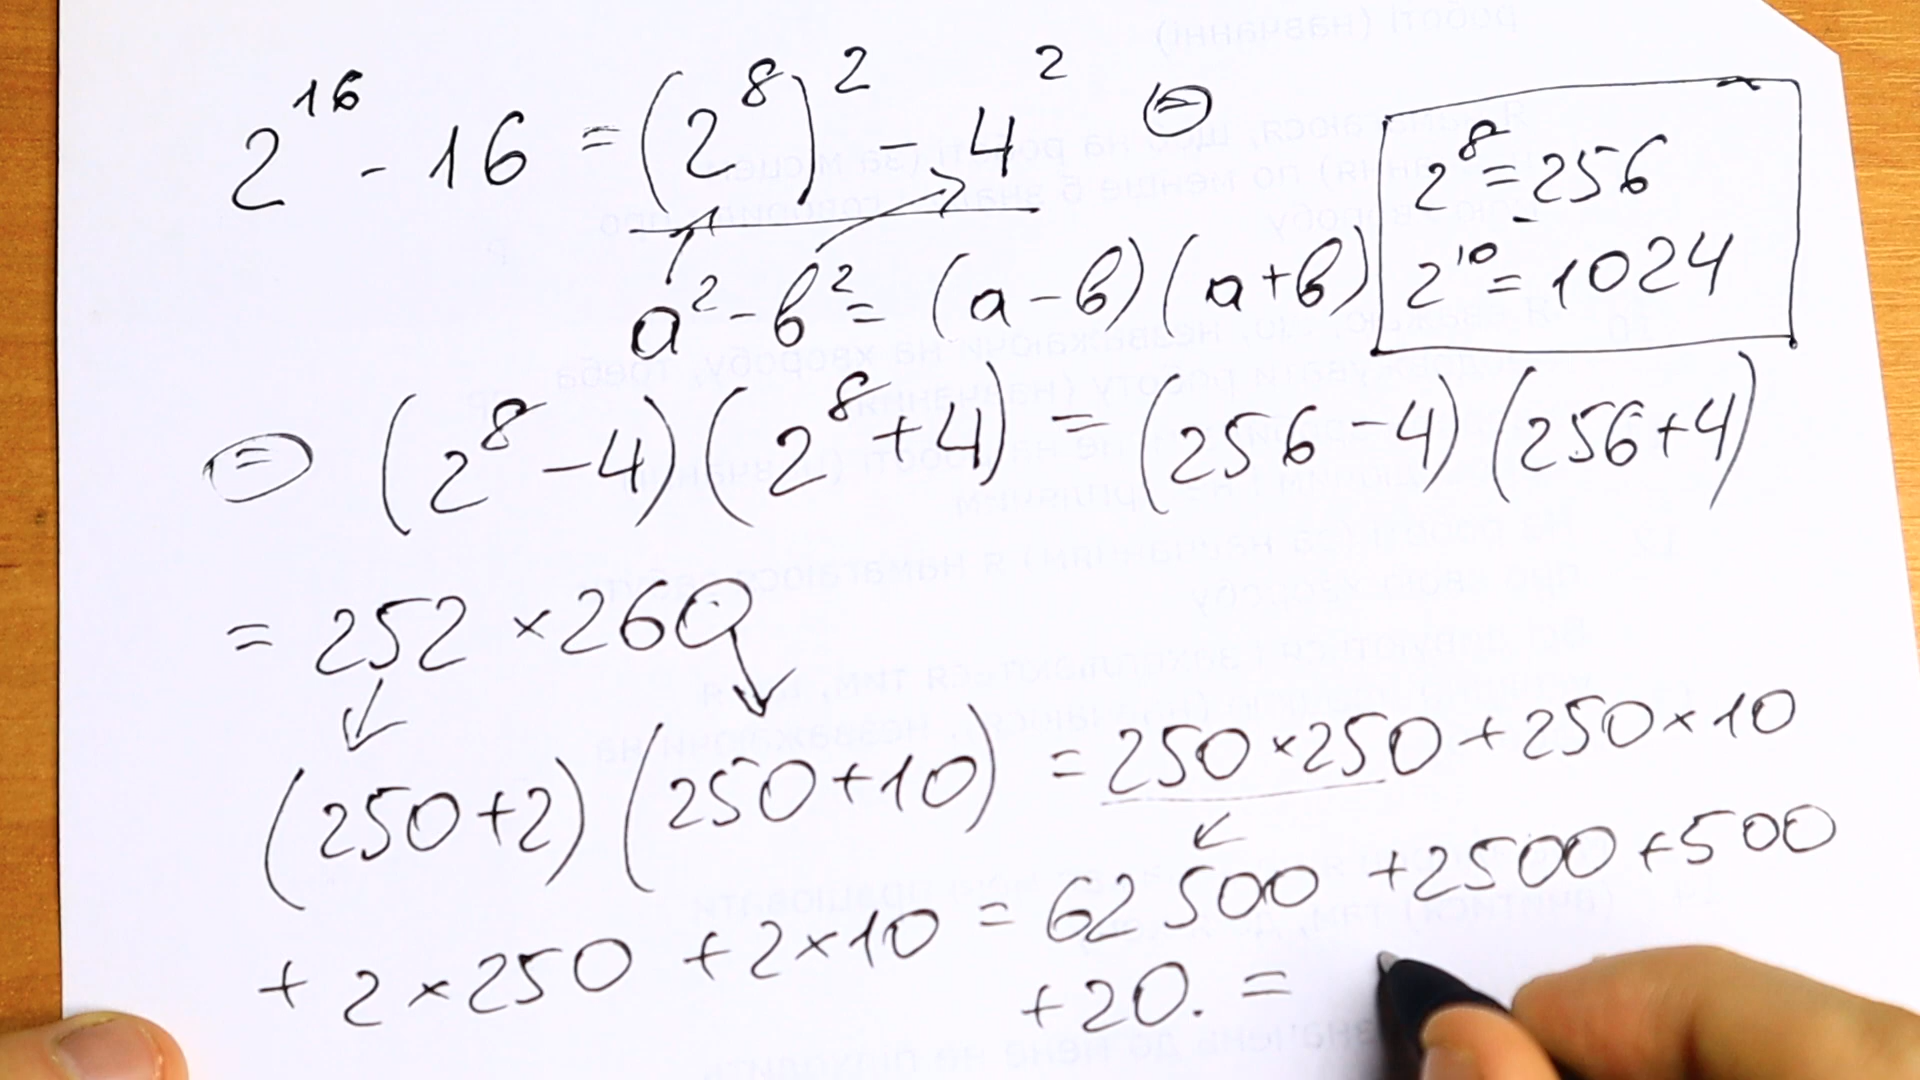 2^16 - 16 = (2^8)^2 - 4^2 ⊜
2^8 = 256
2^10 = 1024
a^2 - b^2 = (a - b)(a + b)
⊜ (2^8 - 4)(2^8 + 4) = (256 - 4)(256 + 4)
= 252 × 260
(250 + 2)(250 + 10) = 250 × 250 + 250 × 10
+ 2 × 250 + 2 × 10 = 62 500 + 2500 + 500
+ 20. =